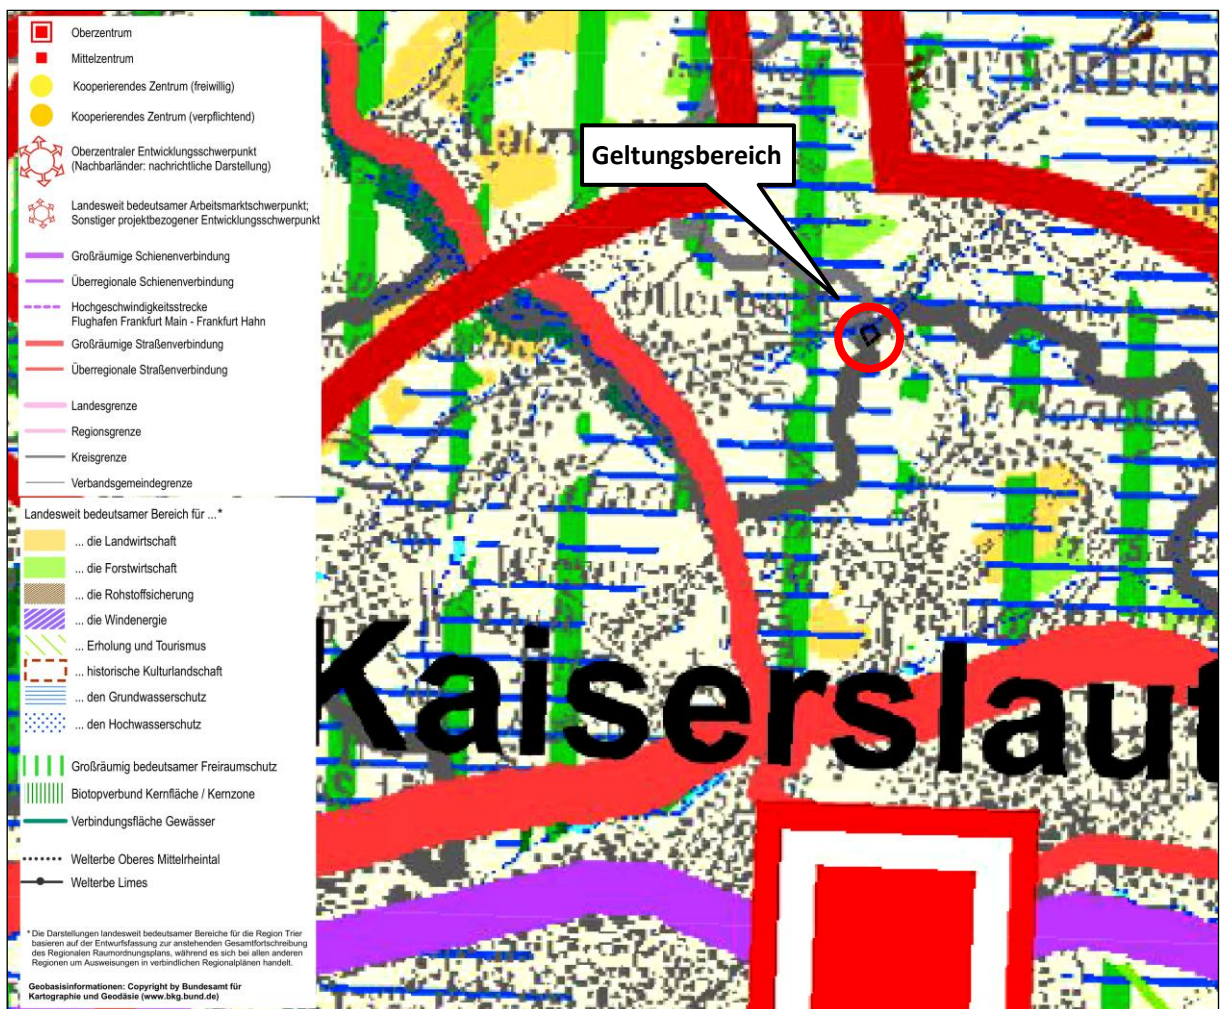 Oberzentrum
Mittelzentrum
Kooperierendes Zentrum (freiwillig)
Kooperierendes Zentrum (verpflichtend)
Oberzentraler Entwicklungsschwerpunkt
(Nachbarländer: nachrichtliche Darstellung)
Landesweit bedeutsamer Arbeitsmarktschwerpunkt;
Sonstiger projektbezogener Entwicklungsschwerpunkt
Großräumige Schienenverbindung
Überregionale Schienenverbindung
Hochgeschwindigkeitsstrecke
Flughafen Frankfurt Main - Frankfurt Hahn
Großräumige Straßenverbindung
Überregionale Straßenverbindung
Landesgrenze
Regionsgrenze
Kreisgrenze
Verbandsgemeindegrenze
Landesweit bedeutsamer Bereich für ...*
... die Landwirtschaft
... die Forstwirtschaft
... die Rohstoffsicherung
... die Windenergie
... Erholung und Tourismus
... historische Kulturlandschaft
... den Grundwasserschutz
... den Hochwasserschutz
Großräumig bedeutsamer Freiraumschutz
Biotopverbund Kernfläche / Kernzone
Verbindungsfläche Gewässer
Welterbe Oberes Mittelrheintal
Welterbe Limes
* Die Darstellungen landesweit bedeutsamer Bereiche für die Region Trier
basieren auf der Entwurfsfassung zur anstehenden Gesamtfortschreibung
des Regionalen Raumordnungsplans, während es sich bei allen anderen
Regionen um Ausweisungen in verbindlichen Regionalplänen handelt.
Geobasisinformationen: Copyright by Bundesamt für
Kartographie und Geodäsie (www.bkg.bund.de)
Geltungsbereich
Kaiserslaut